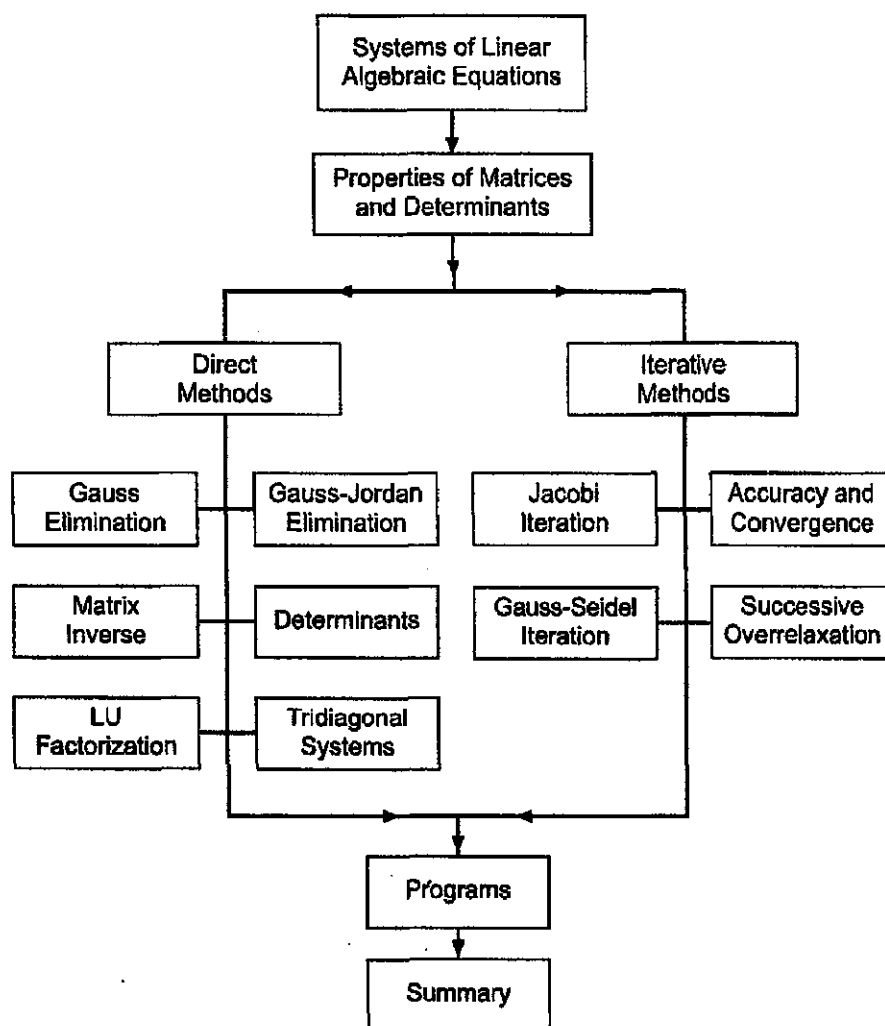 Systems of Linear
Algebraic Equations
Properties of Matrices
and Determinants
Direct
Methods
Iterative
Methods
Gauss
Elimination
Gauss-Jordan
Elimination
Jacobi
Iteration
Accuracy and
Convergence
Matrix
Inverse
Determinants
Gauss-Seidel
Iteration
Successive
Overrelaxation
LU
Factorization
Tridiagonal
Systems
Programs
Summary